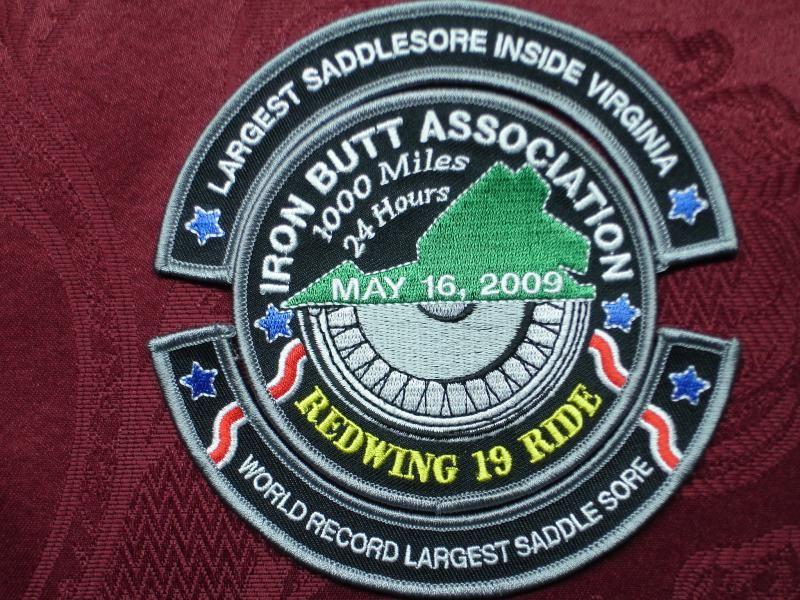 LARGEST SADDLESORE INSIDE VIRGINIA
IRON BUTT ASSOCIATION
1000 Miles
24 Hours
MAY 16, 2009
REDWING 19 RIDE
WORLD RECORD LARGEST SADDLE SORE